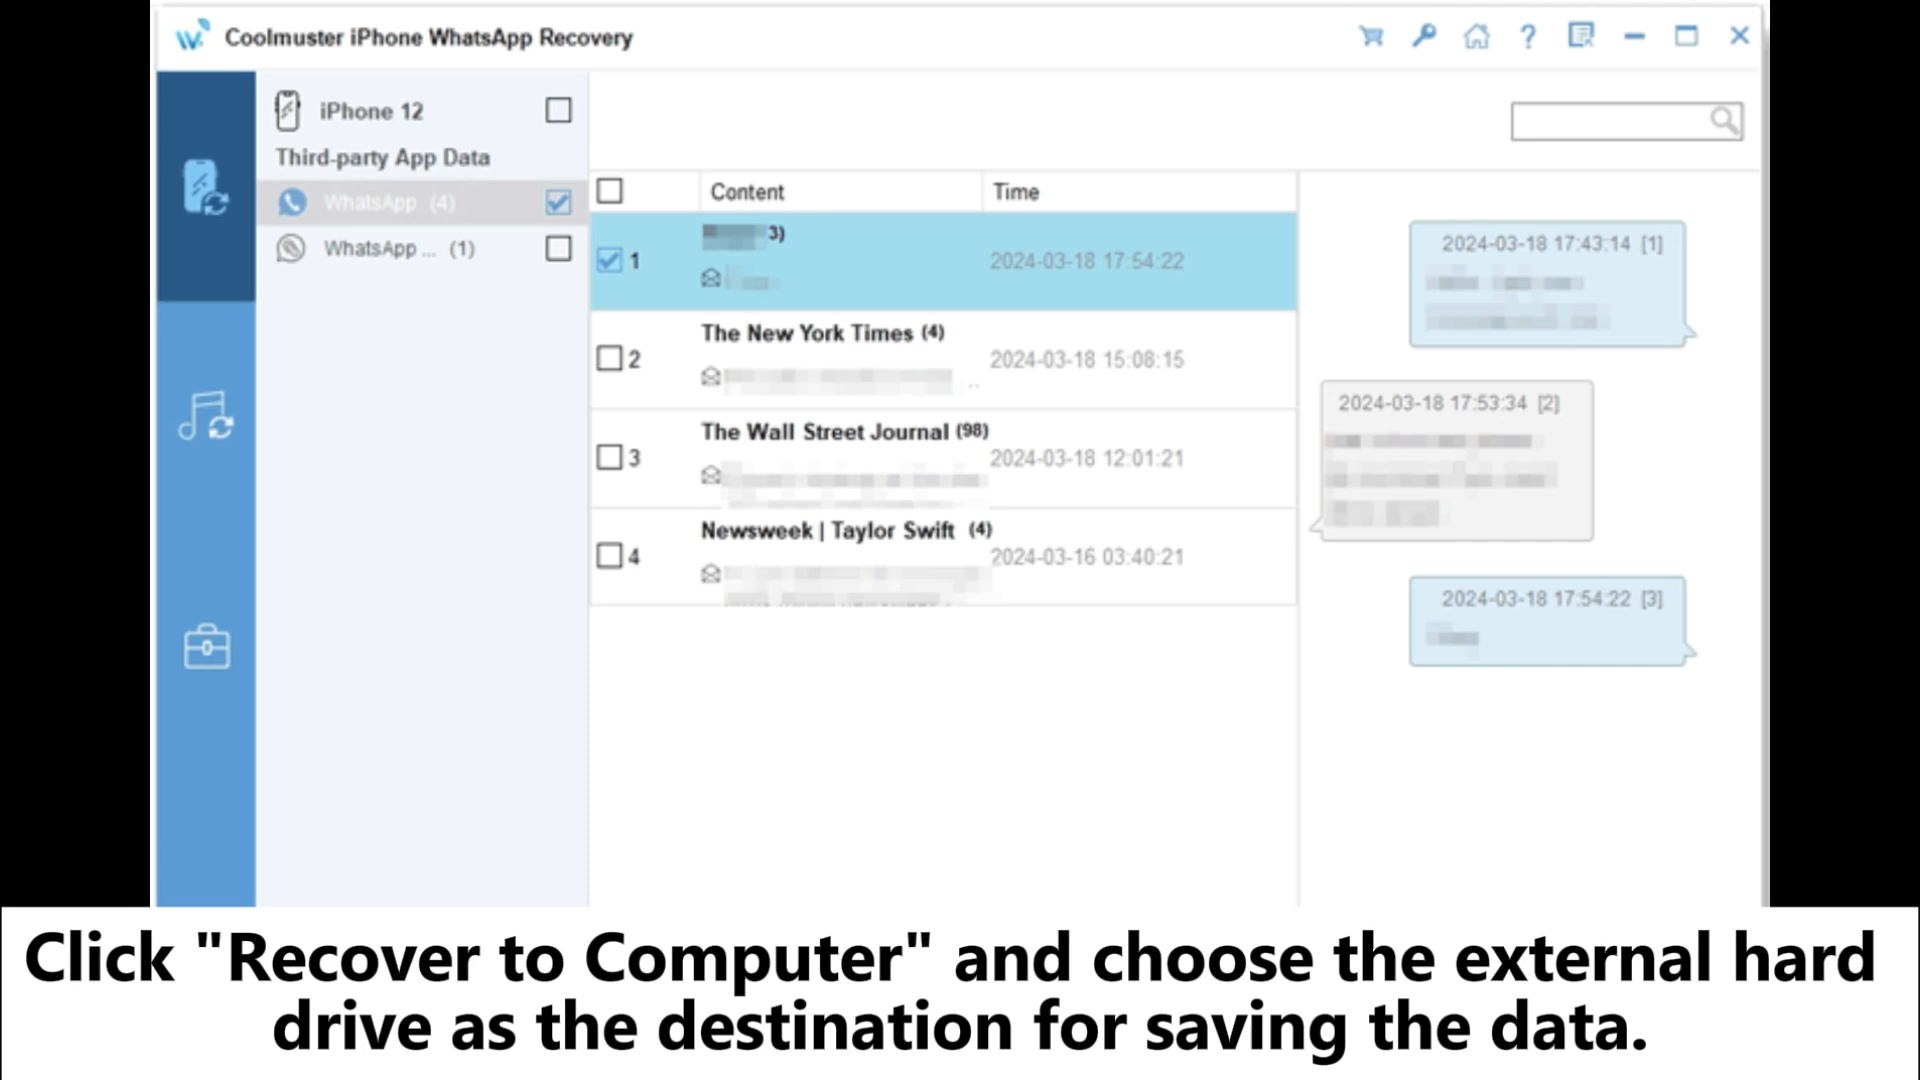 Coolmuster iPhone WhatsApp Recovery
iPhone 12
Third-party App Data
WhatsApp (4)
WhatsApp ... (1)
Content Time
3)
1 2024-03-18 17:54:22
The New York Times (4)
2 2024-03-18 15:08:15
..
The Wall Street Journal (98)
3 2024-03-18 12:01:21
Newsweek | Taylor Swift (4)
4 2024-03-16 03:40:21
2024-03-18 17:43:14 [1]
2024-03-18 17:53:34 [2]
2024-03-18 17:54:22 [3]
Click "Recover to Computer" and choose the external hard
drive as the destination for saving the data.